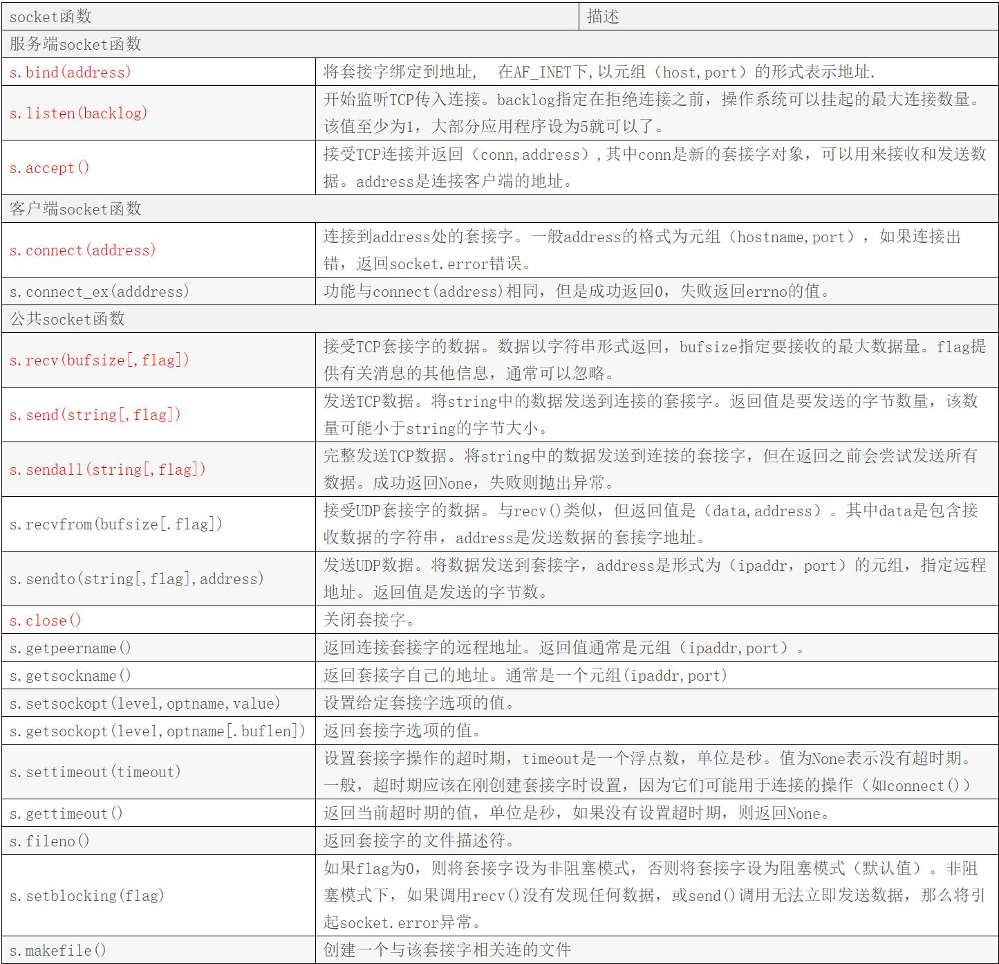 socket函数 描述
服务端socket函数
s.bind(address) 将套接字绑定到地址, 在AF_INET下,以元组（host,port）的形式表示地址.
s.listen(backlog) 开始监听TCP传入连接。backlog指定在拒绝连接之前，操作系统可以挂起的最大连接数量。
该值至少为1，大部分应用程序设为5就可以了。
s.accept() 接受TCP连接并返回（conn,address）,其中conn是新的套接字对象，可以用来接收和发送数
据。address是连接客户端的地址。
客户端socket函数
s.connect(address) 连接到address处的套接字。一般address的格式为元组（hostname,port），如果连接出
错，返回socket.error错误。
s.connect_ex(adddress) 功能与connect(address)相同，但是成功返回0，失败返回errno的值。
公共socket函数
s.recv(bufsize[,flag]) 接受TCP套接字的数据。数据以字符串形式返回，bufsize指定要接收的最大数据量。flag提
供有关消息的其他信息，通常可以忽略。
s.send(string[,flag]) 发送TCP数据。将string中的数据发送到连接的套接字。返回值是要发送的字节数量，该数
量可能小于string的字节大小。
s.sendall(string[,flag]) 完整发送TCP数据。将string中的数据发送到连接的套接字，但在返回之前会尝试发送所有
数据。成功返回None，失败则抛出异常。
s.recvfrom(bufsize[.flag]) 接受UDP套接字的数据。与recv()类似，但返回值是（data,address）。其中data是包含接
收数据的字符串，address是发送数据的套接字地址。
s.sendto(string[,flag],address) 发送UDP数据。将数据发送到套接字，address是形式为（ipaddr，port）的元组，指定远程
地址。返回值是发送的字节数。
s.close() 关闭套接字。
s.getpeername() 返回连接套接字的远程地址。返回值通常是元组（ipaddr,port）。
s.getsockname() 返回套接字自己的地址。通常是一个元组(ipaddr,port)
s.setsockopt(level,optname,value) 设置给定套接字选项的值。
s.getsockopt(level,optname[.buflen]) 返回套接字选项的值。
s.settimeout(timeout) 设置套接字操作的超时期，timeout是一个浮点数，单位是秒。值为None表示没有超时期。
一般，超时期应该在刚创建套接字时设置，因为它们可能用于连接的操作（如connect()）
s.gettimeout() 返回当前超时期的值，单位是秒，如果没有设置超时期，则返回None。
s.fileno() 返回套接字的文件描述符。
s.setblocking(flag) 如果flag为0，则将套接字设为非阻塞模式，否则将套接字设为阻塞模式（默认值）。非阻
塞模式下，如果调用recv()没有发现任何数据，或send()调用无法立即发送数据，那么将引
起socket.error异常。
s.makefile() 创建一个与该套接字相关连的文件